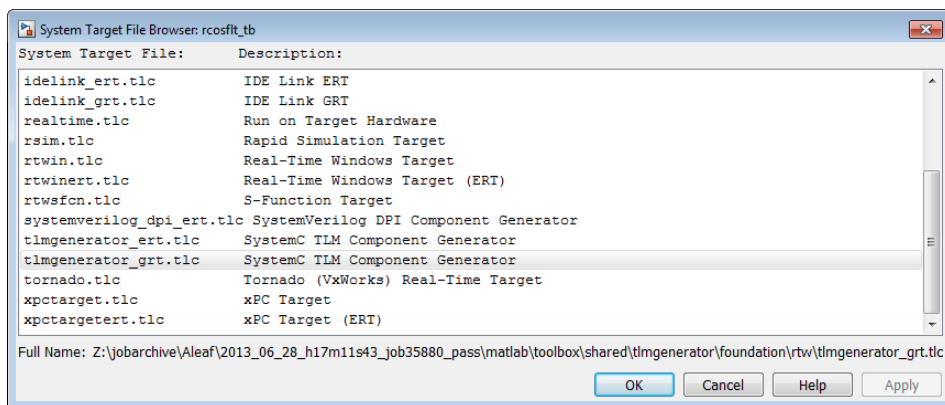 System Target File Browser: rcosflt_tb
System Target File: Description:
idelink_ert.tlc IDE Link ERT
idelink_grt.tlc IDE Link GRT
realtime.tlc Run on Target Hardware
rsim.tlc Rapid Simulation Target
rtwin.tlc Real-Time Windows Target
rtwinert.tlc Real-Time Windows Target (ERT)
rtwsfcn.tlc S-Function Target
systemverilog_dpi_ert.tlc SystemVerilog DPI Component Generator
tlmgenerator_ert.tlc SystemC TLM Component Generator
tlmgenerator_grt.tlc SystemC TLM Component Generator
tornado.tlc Tornado (VxWorks) Real-Time Target
xpctarget.tlc xPC Target
xpctargetert.tlc xPC Target (ERT)
Full Name: Z:\jobarchive\Aleaf\2013_06_28_h17m11s43_job35880_pass\matlab\toolbox\shared\tlmgenerator\foundation\rtw\tlmgenerator_grt.tlc
OK Cancel Help Apply